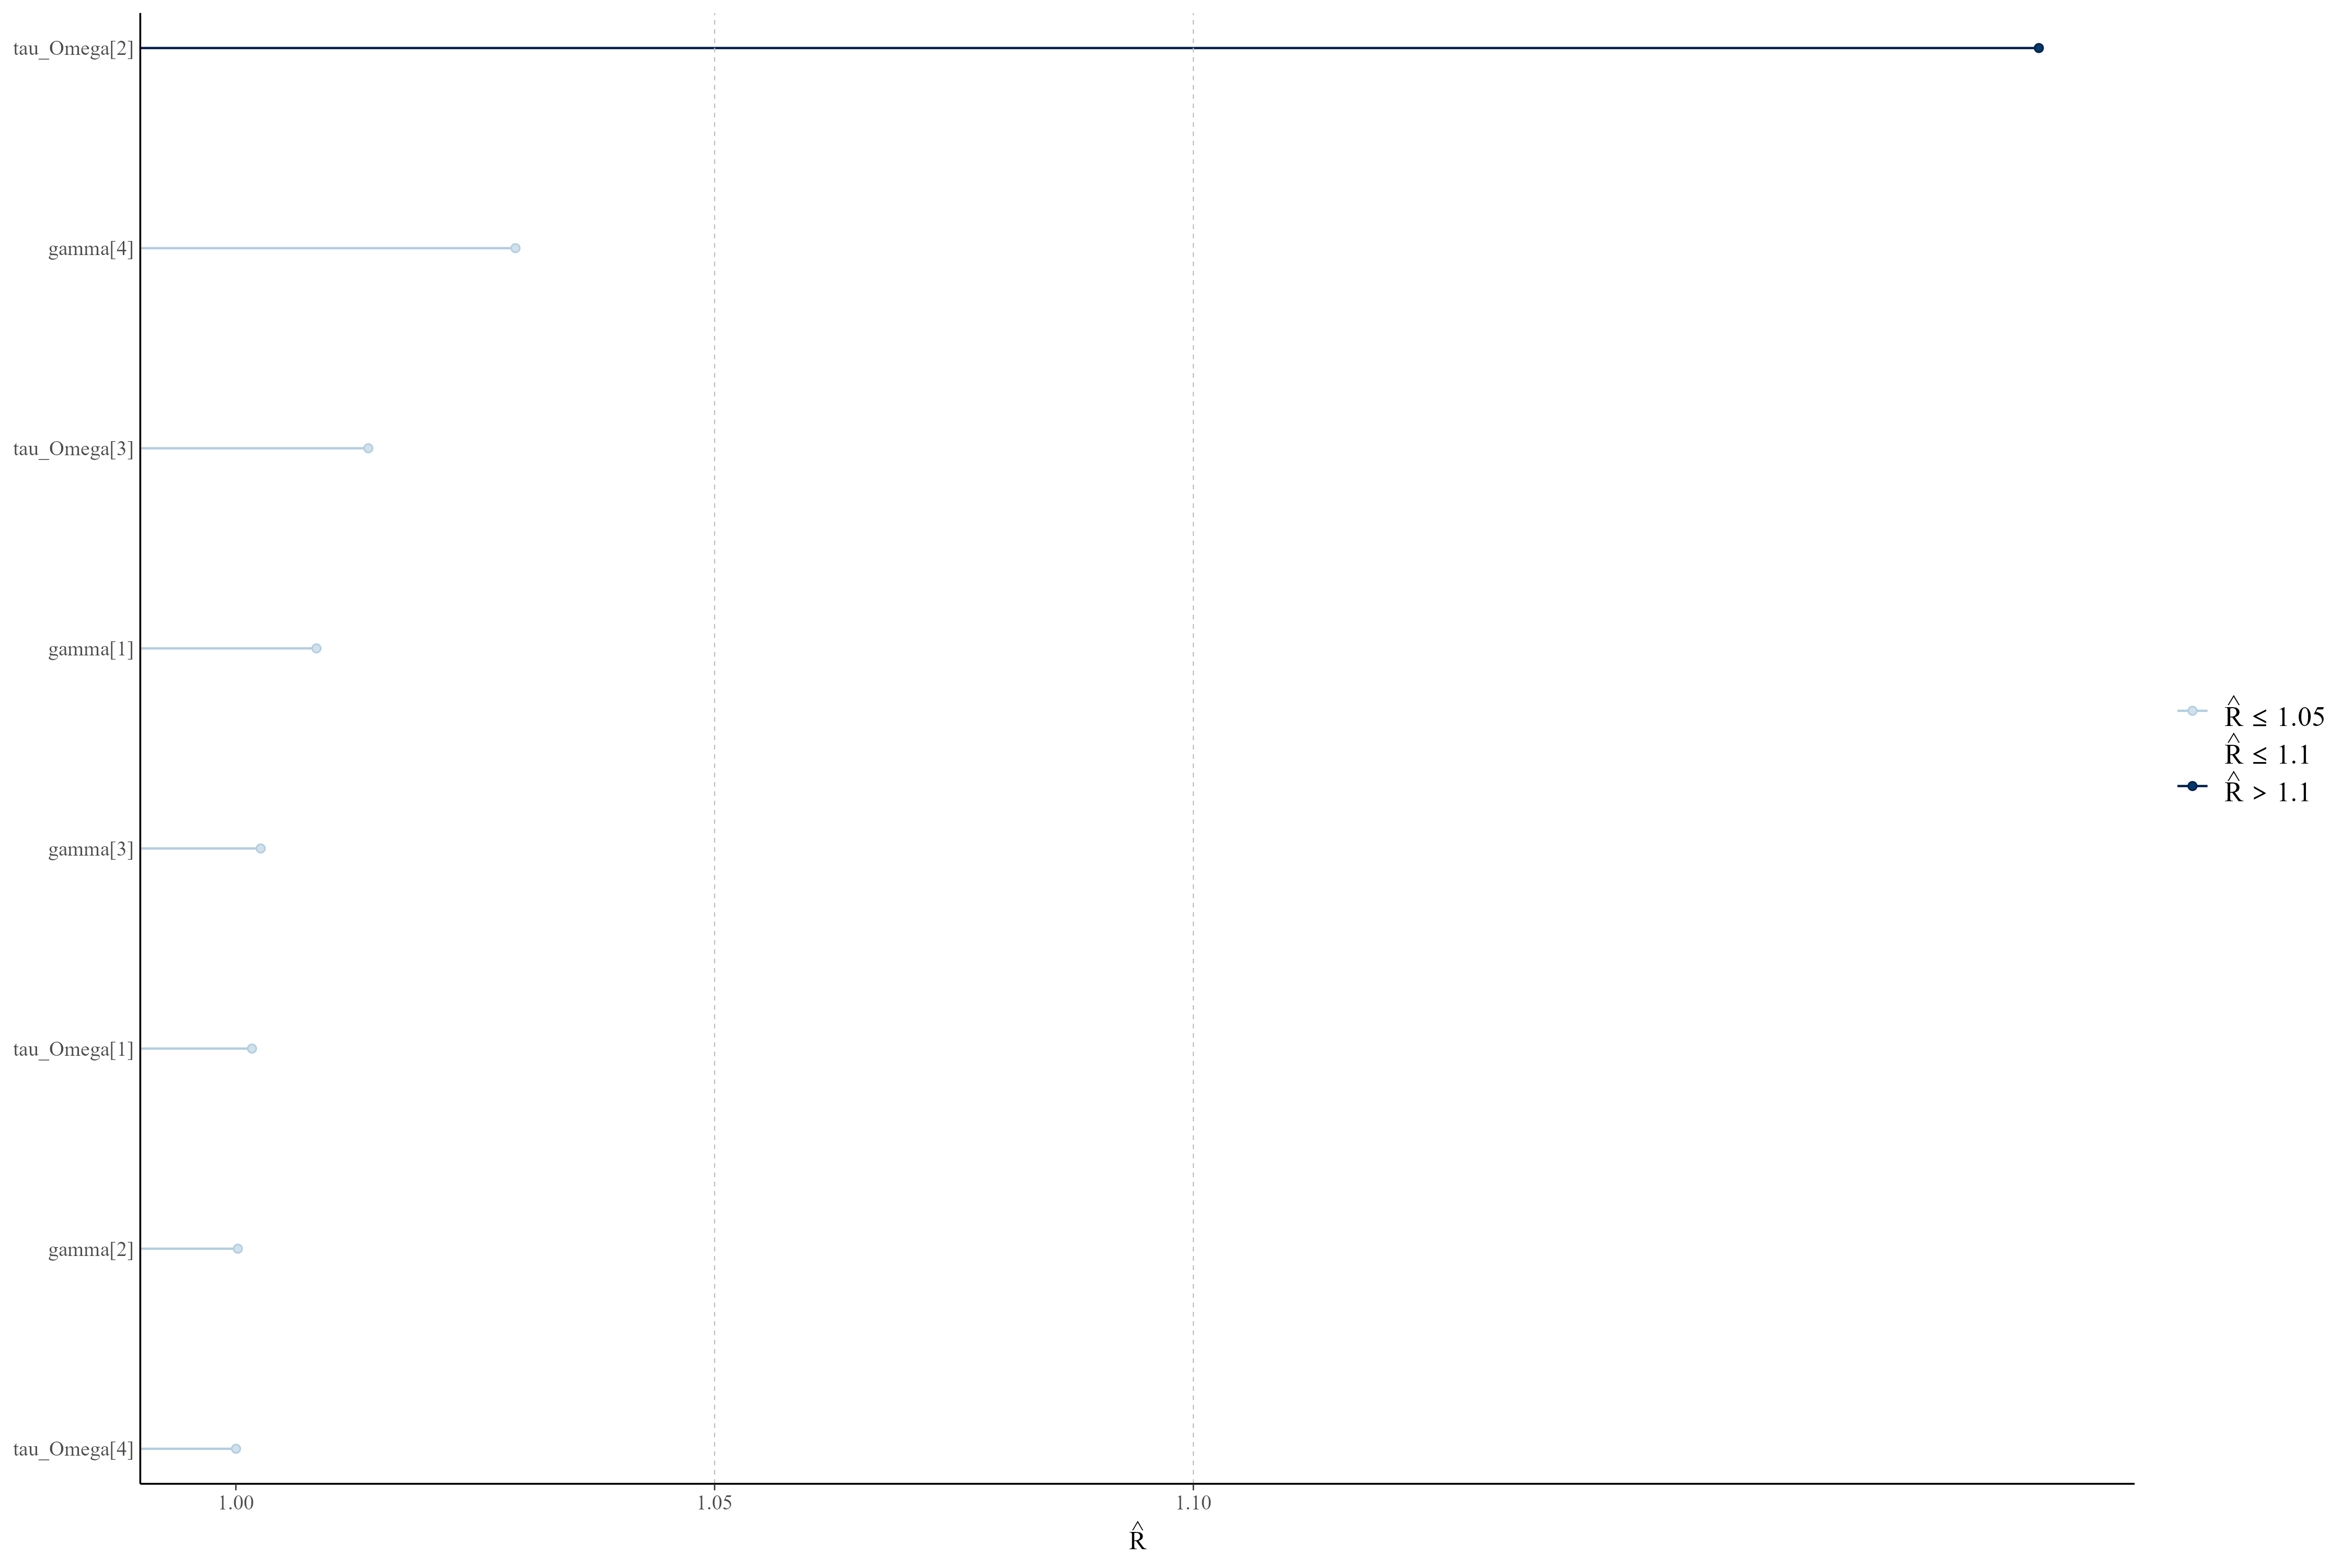 tau_Omega[2]
gamma[4]
tau_Omega[3]
gamma[1]
gamma[3]
tau_Omega[1]
gamma[2]
tau_Omega[4]
1.00 1.05 1.10
R̂
R̂ ≤ 1.05
R̂ ≤ 1.1
R̂ > 1.1